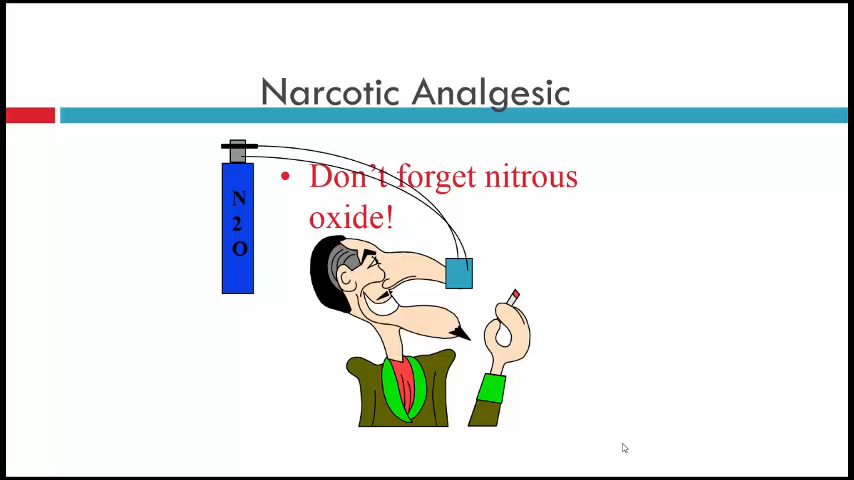 Narcotic Analgesic
• Don't forget nitrous
oxide!
N
2
O